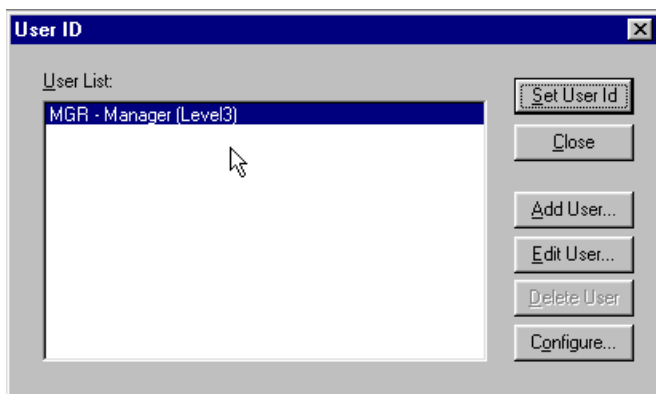 User ID
User List:
MGR - Manager (Level3)
Set User Id
Close
Add User...
Edit User...
Delete User
Configure...